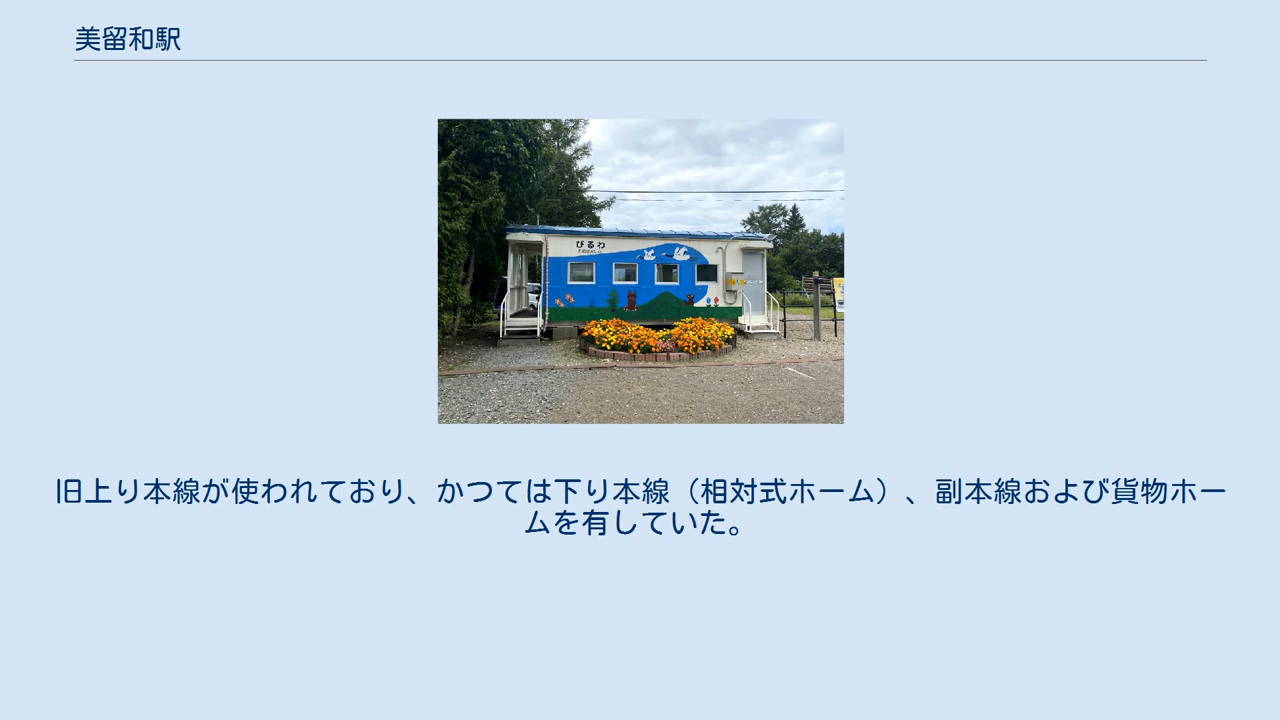 美留和駅
びるわ
旧上り本線が使われており、かつては下り本線（相対式ホーム）、副本線および貨物ホー
ムを有していた。